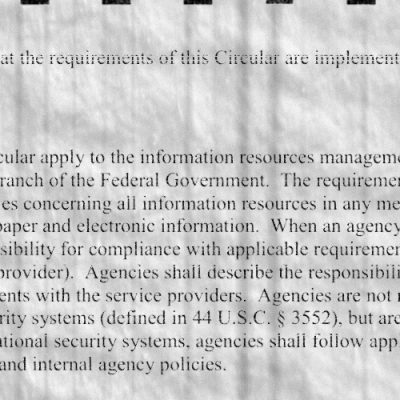 at the requirements of this Circular are implement
cular apply to the information resources manageme
ranch of the Federal Government. The requiremen
es concerning all information resources in any me
paper and electronic information. When an agency
sibility for compliance with applicable requiremen
provider). Agencies shall describe the responsibili
ents with the service providers. Agencies are not r
rity systems (defined in 44 U.S.C. § 3552), but are
ational security systems, agencies shall follow app
and internal agency policies.